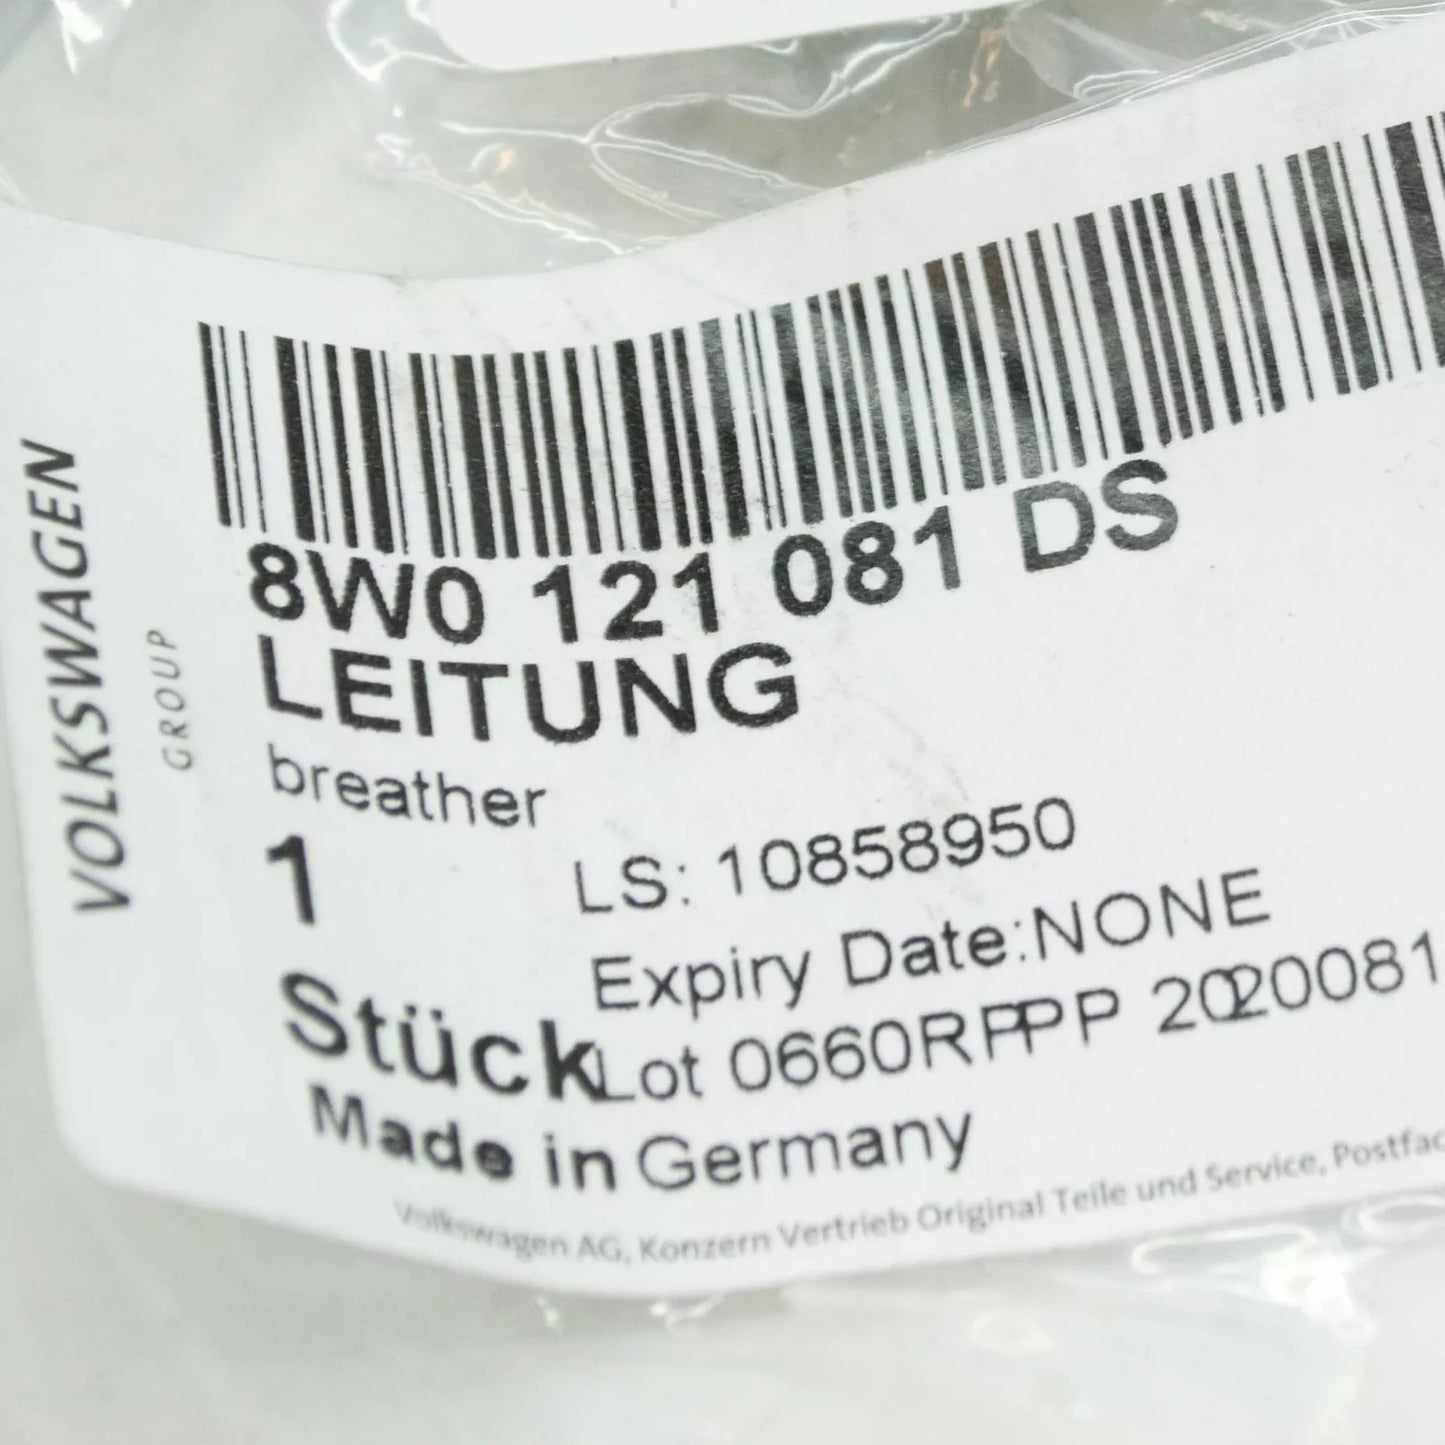 VOLKSWAGEN
GROUP
8W0 121 081 DS
LEITUNG
breather
1
LS: 10858950
Expiry Date:NONE
Stück
Lot 0660RPPP 2020081
Made in Germany
Volkswagen AG, Konzern Vertrieb Original Teile und Service, Postfac